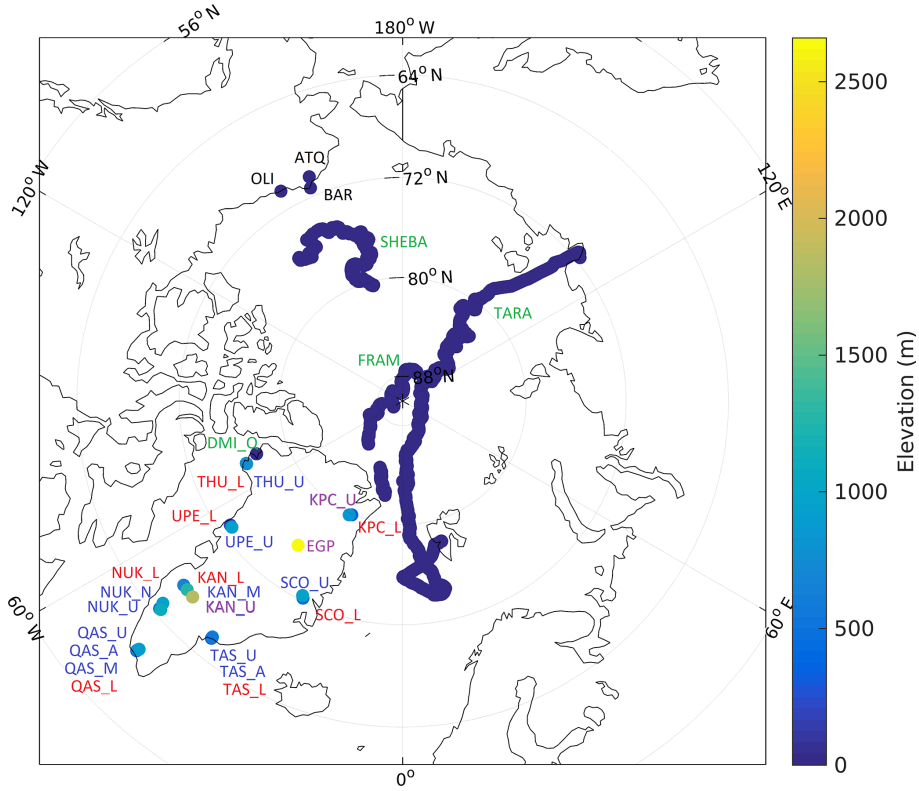 56° N
180° W
64° N
120° W
120° E
ATQ
OLI
72° N
BAR
SHEBA
80° N
TARA
FRAM
88° N
DMI_O
THU_L THU_U
KPC_U
UPE_L
KPC_L
UPE_U
EGP
NUK_L
KAN_L
SCO_U
NUK_N
KAN_M
NUK_U
KAN_U
SCO_L
60° W
60° E
QAS_U
QAS_A
TAS_U
QAS_M
TAS_A
QAS_L
TAS_L
0°
2500
2000
1500
1000
500
0
Elevation (m)